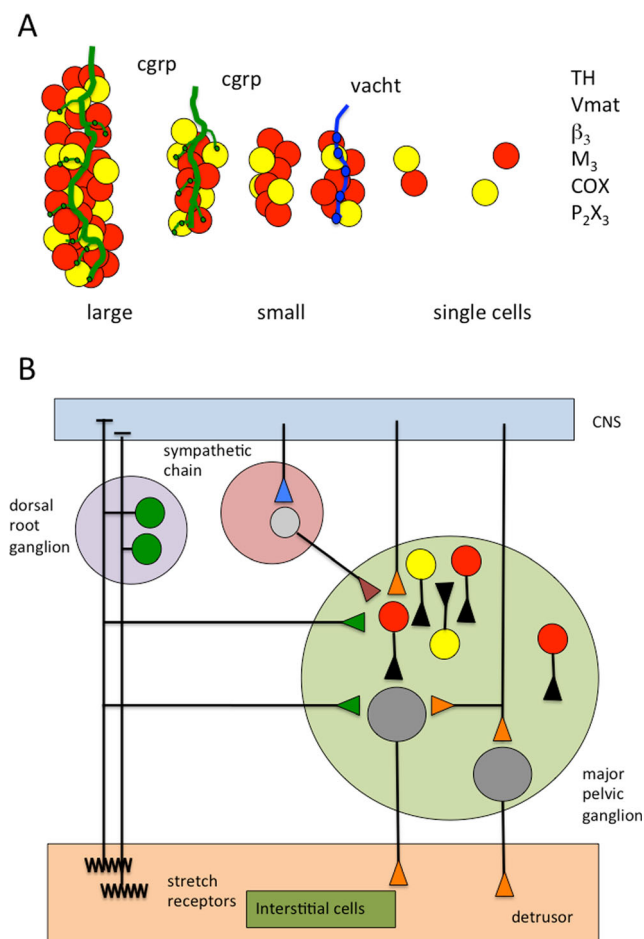 A
cgrp
cgrp
vacht
TH
Vmat
β3
M3
COX
P2X3
large
small
single cells
B
CNS
sympathetic
chain
dorsal
root
ganglion
major
pelvic
ganglion
stretch
receptors
Interstitial cells
detrusor